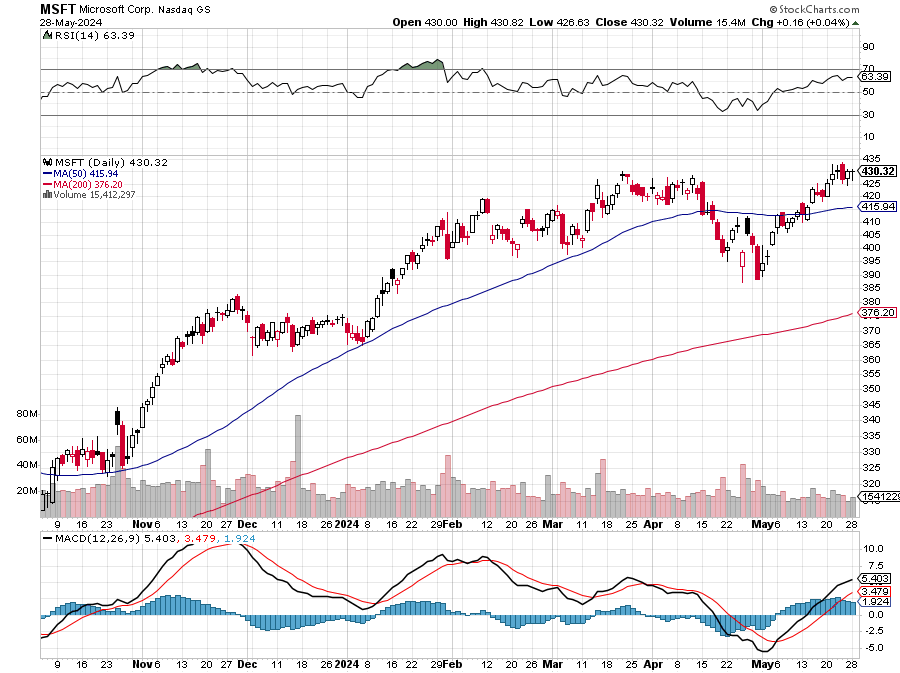 MSFT Microsoft Corp. Nasdaq GS
© StockCharts.com
28-May-2024
Open 430.00 High 430.82 Low 426.63 Close 430.32 Volume 15.4M Chg +0.16 (+0.04%)
RSI(14) 63.39
90
70
63.39
50
30
10
MSFT (Daily) 430.32
MA(50) 415.94
MA(200) 376.20
Volume 15,412,297
435
430.32
425
420
415.94
410
405
400
395
390
385
380
376.20
370
365
360
355
350
345
340
335
330
325
320
1541229
80M
60M
40M
20M
9 16 23 Nov 6 13 20 27 Dec 11 18 26 2024 8 16 22 29 Feb 12 20 26 Mar 11 18 25 Apr 8 15 22 May 6 13 20 28
MACD(12,26,9) 5.403, 3.479, 1.924
10.0
7.5
5.403
3.479
1.924
0.0
-2.5
-5.0
9 16 23 Nov 6 13 20 27 Dec 11 18 26 2024 8 16 22 29 Feb 12 20 26 Mar 11 18 25 Apr 8 15 22 May 6 13 20 28